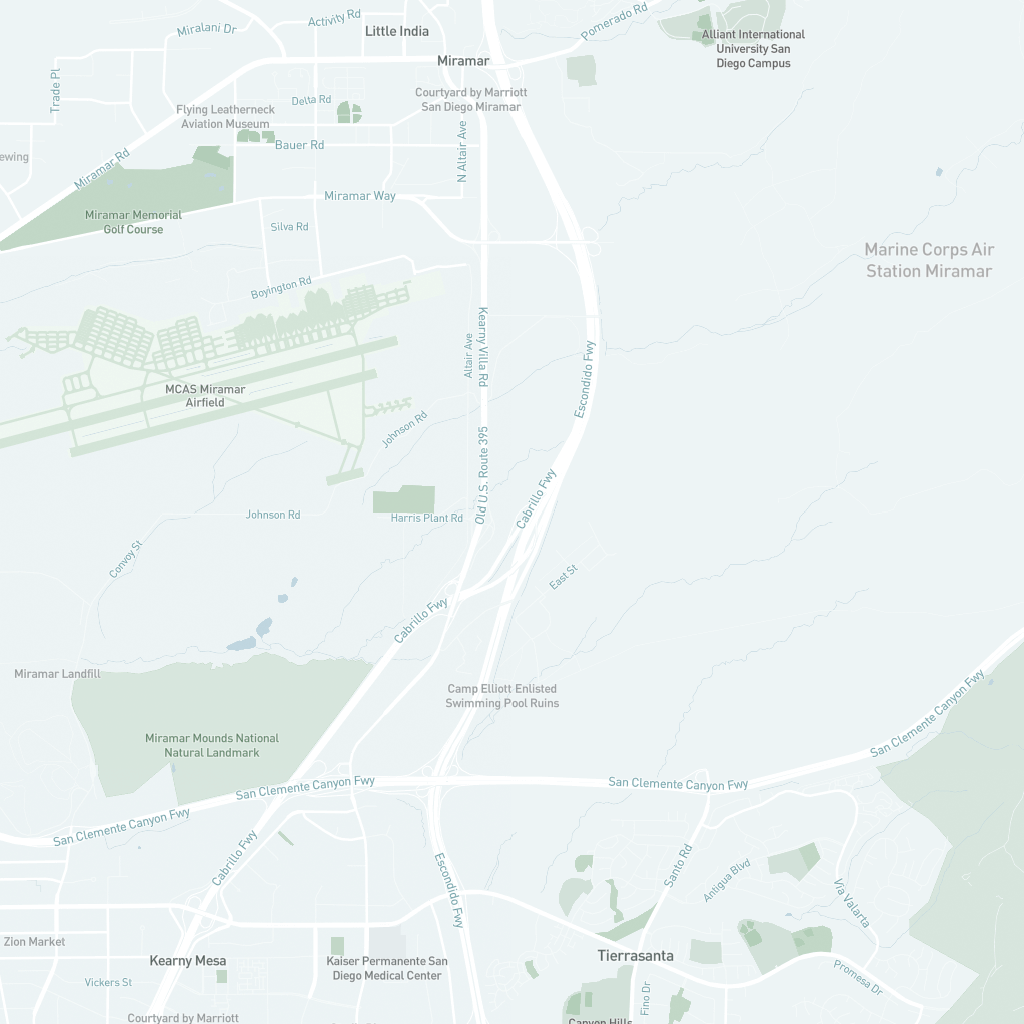 Activity Rd
Miralani Dr
Little India
Pomerado Rd
Alliant International
University San
Diego Campus
Miramar
Trade Pl
Courtyard by Marriott
San Diego Miramar
Delta Rd
Flying Leatherneck
Aviation Museum
Bauer Rd
N Altair Ave
ewing
Miramar Rd
Miramar Way
Miramar Memorial
Golf Course
Silva Rd
Marine Corps Air
Station Miramar
Boyington Rd
Kearny Villa Rd
Altair Ave
Escondido Fwy
MCAS Miramar
Airfield
Johnson Rd
Old U.S. Route 395
Cabrillo Fwy
Johnson Rd
Harris Plant Rd
Convoy St
East St
Cabrillo Fwy
Miramar Landfill
Camp Elliott Enlisted
Swimming Pool Ruins
San Clemente Canyon Fwy
Miramar Mounds National
Natural Landmark
San Clemente Canyon Fwy
San Clemente Canyon Fwy
San Clemente Canyon Fwy
Cabrillo Fwy
Escondido Fwy
Santo Rd
Antigua Blvd
Via Valarta
Zion Market
Kearny Mesa
Kaiser Permanente San
Diego Medical Center
Tierrasanta
Promesa Dr
Vickers St
Fino Dr
Courtyard by Marriott
Canyon Hills